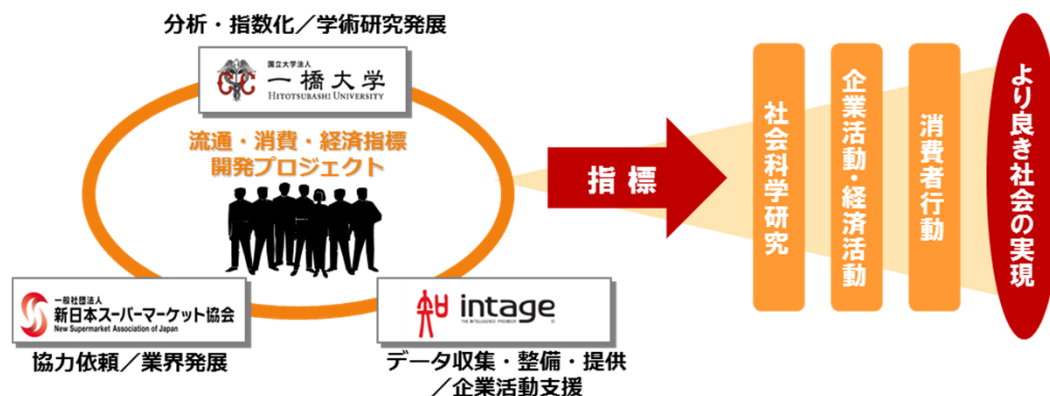 分析・指数化／学術研究発展
国立大学法人
一橋大学
HITOTSUBASHI UNIVERSITY
流通・消費・経済指標
開発プロジェクト
一般社団法人
新日本スーパーマーケット協会
New Supermarket Association of Japan
協力依頼／業界発展
知 intage
THE INTELLIGENCE PROVIDER
データ収集・整備・提供
／企業活動支援
指標
社会科学研究
企業活動・経済活動
消費者行動
より良き社会の実現